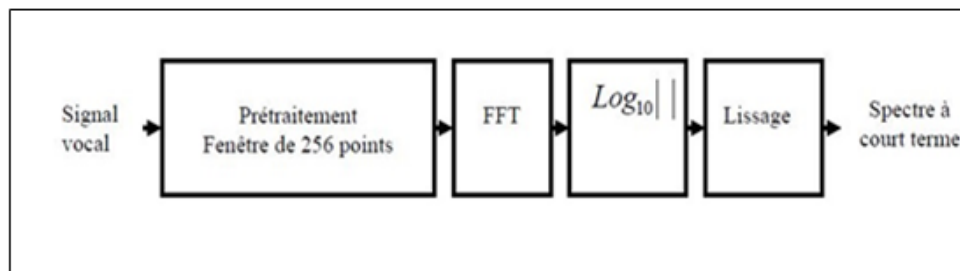 Signal
vocal
Prétraitement
Fenêtre de 256 points
FFT
Log₁₀| |
Lissage
Spectre à
court terme